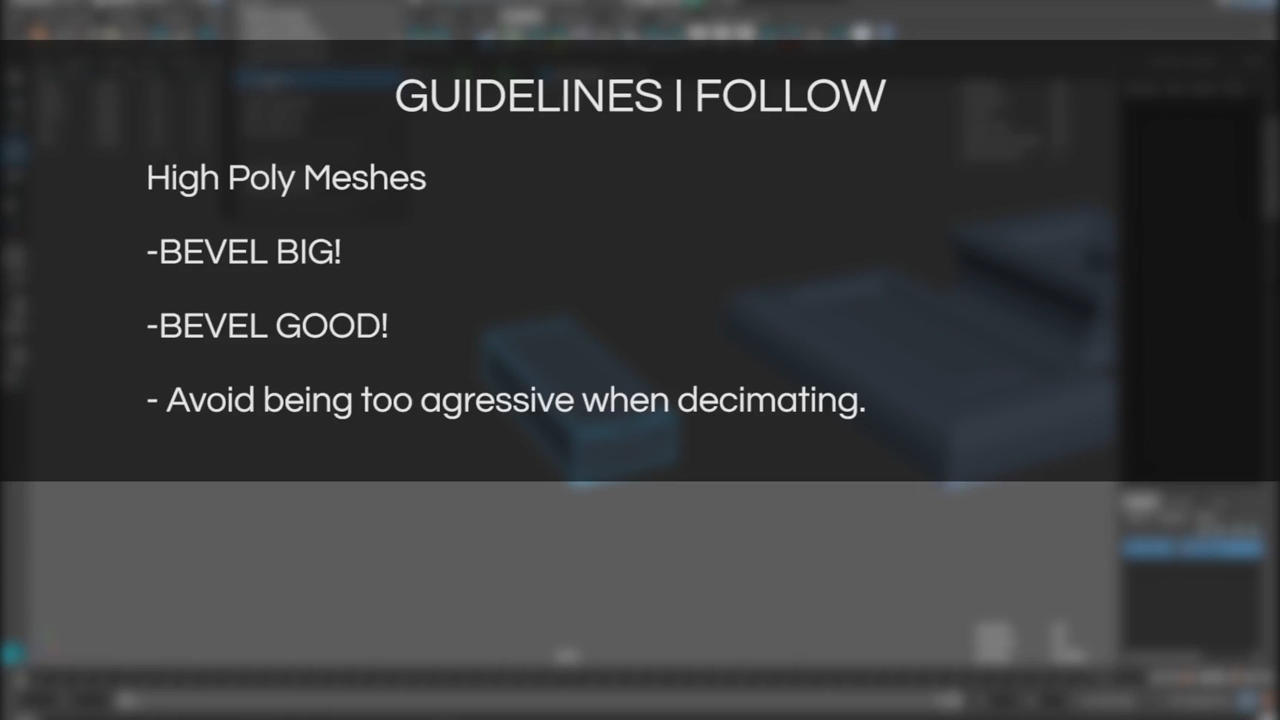 GUIDELINES I FOLLOW
High Poly Meshes
-BEVEL BIG!
-BEVEL GOOD!
- Avoid being too agressive when decimating.